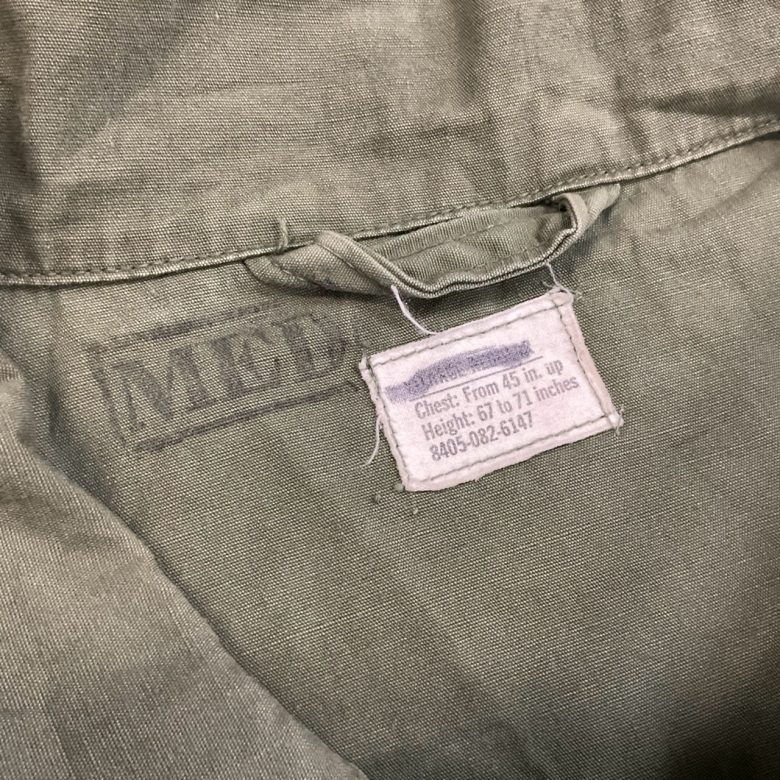 MED
Chest: From 45 in. up
Height: 67 to 71 inches
8405-082-6147